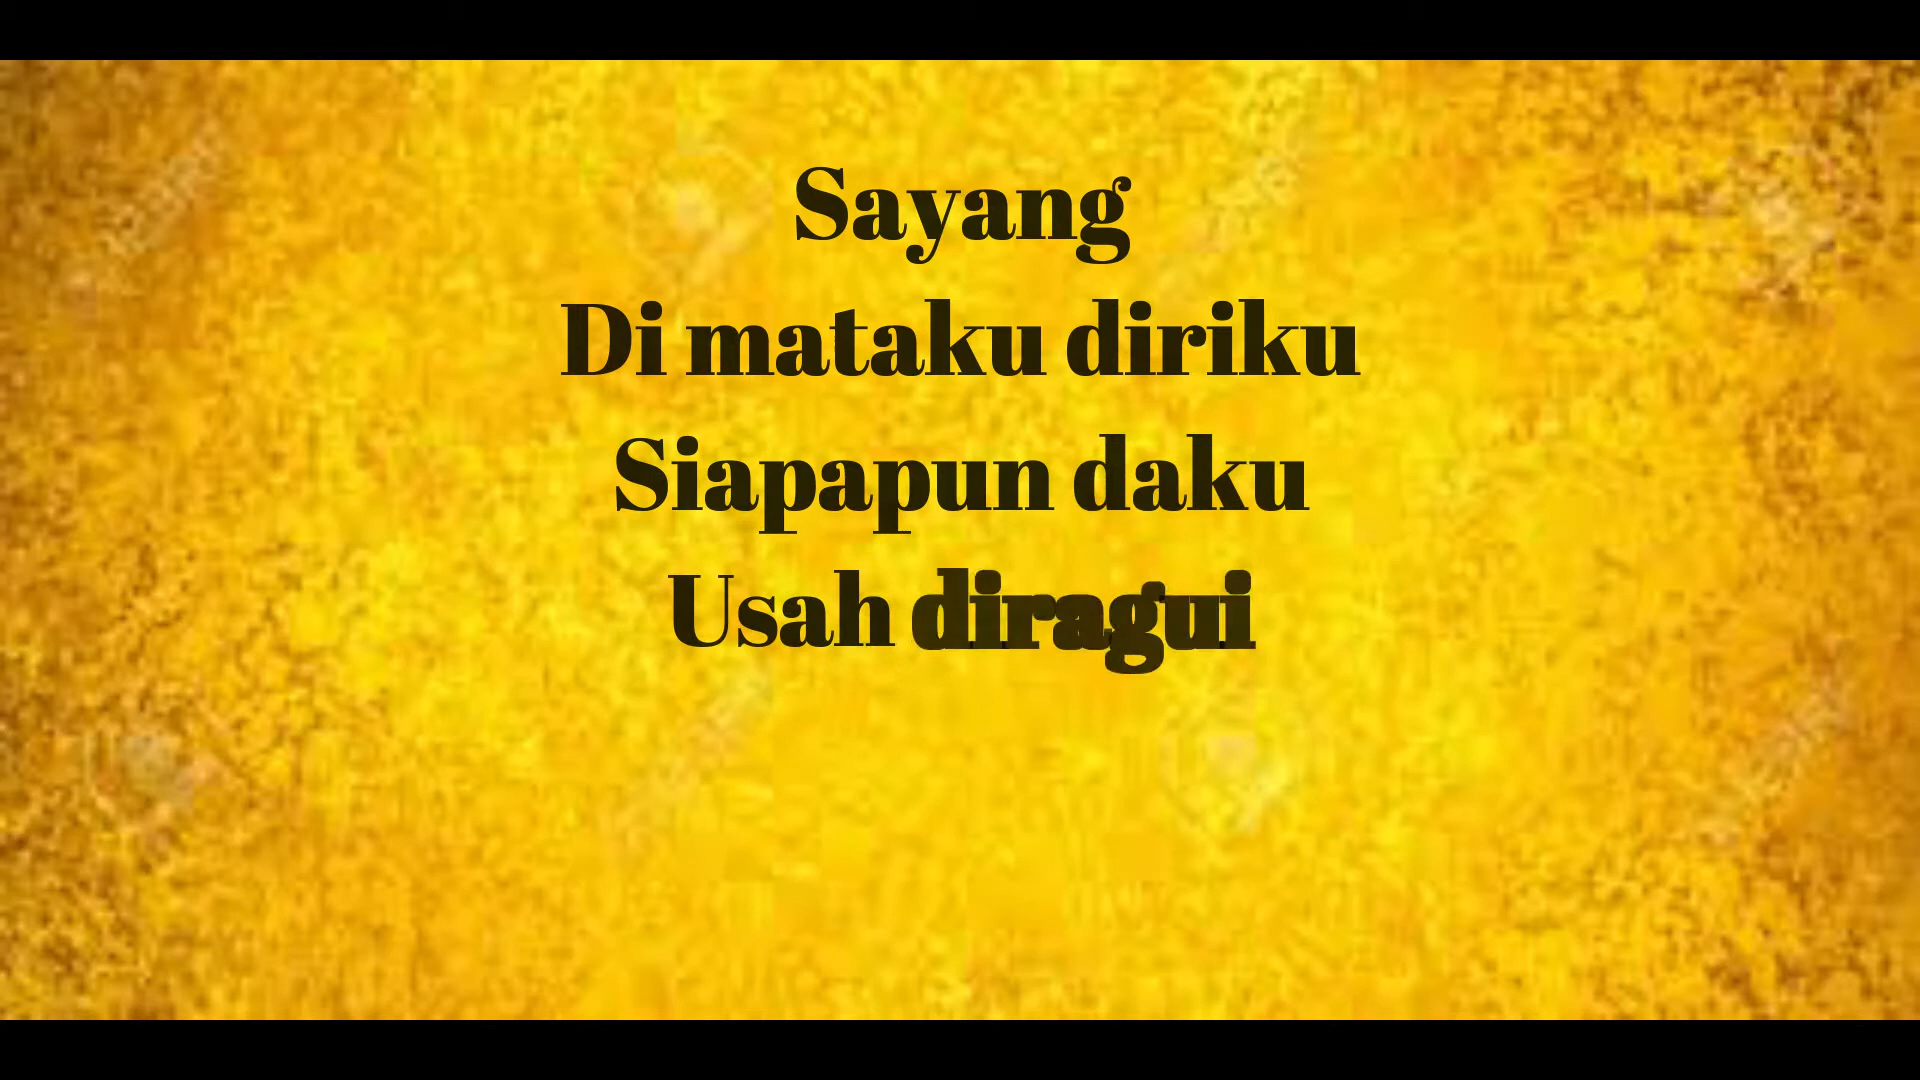 Sayang
Di mataku diriku
Siapapun daku
Usah diragui